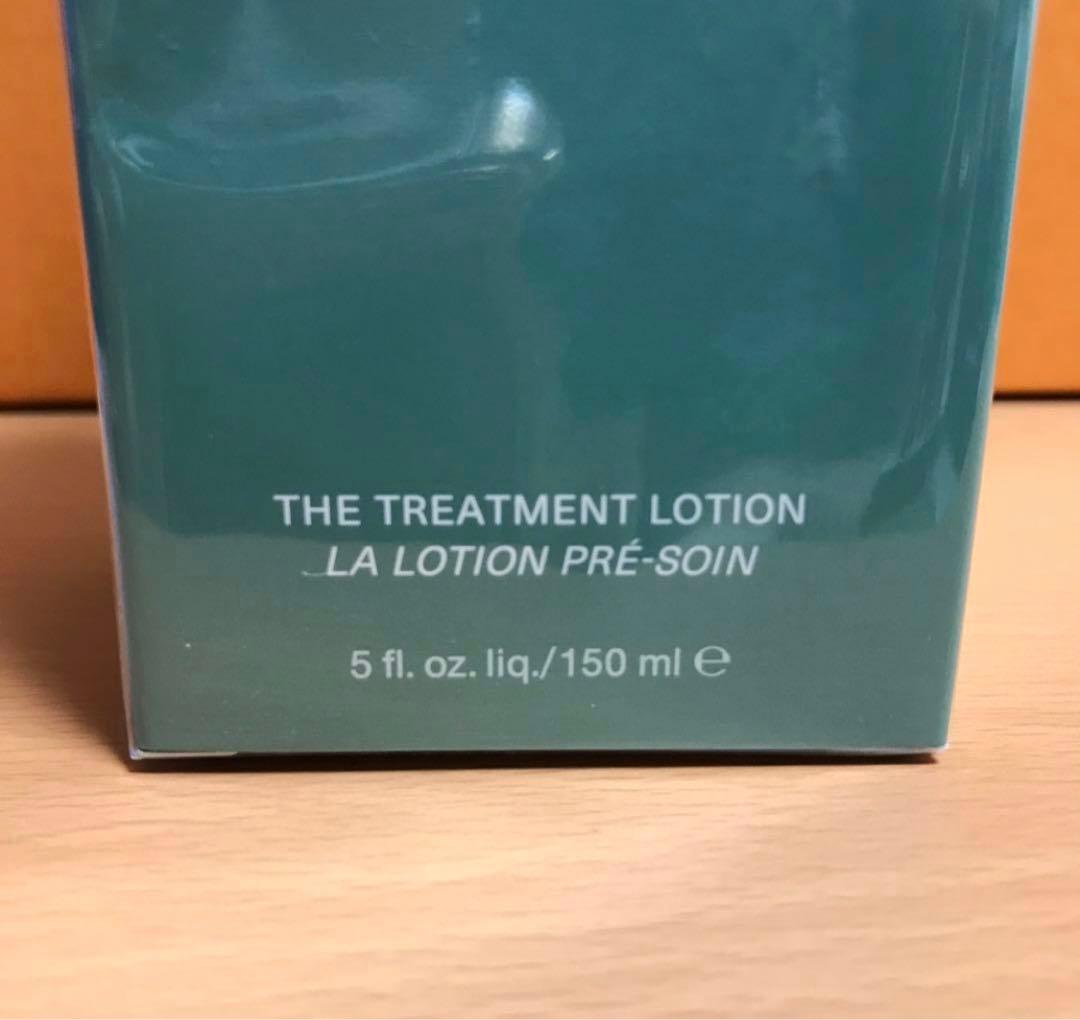 THE TREATMENT LOTION
LA LOTION PRÉ-SOIN
5 fl. oz. liq./150 ml ℮